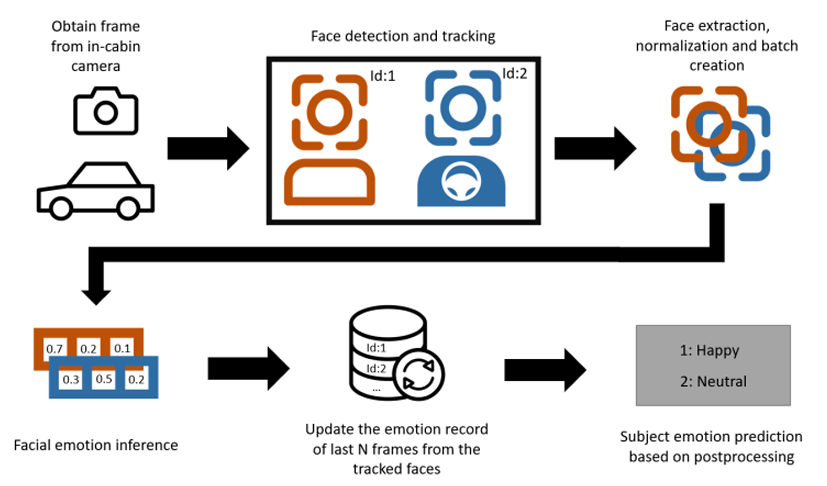 Obtain frame
from in-cabin
camera
Face detection and tracking
Id:1
Id:2
Face extraction,
normalization and batch
creation
0.7 0.2 0.1
0.3 0.5 0.2
Facial emotion inference
Id:1
Id:2
...
Update the emotion record
of last N frames from the
tracked faces
1: Happy
2: Neutral
Subject emotion prediction
based on postprocessing